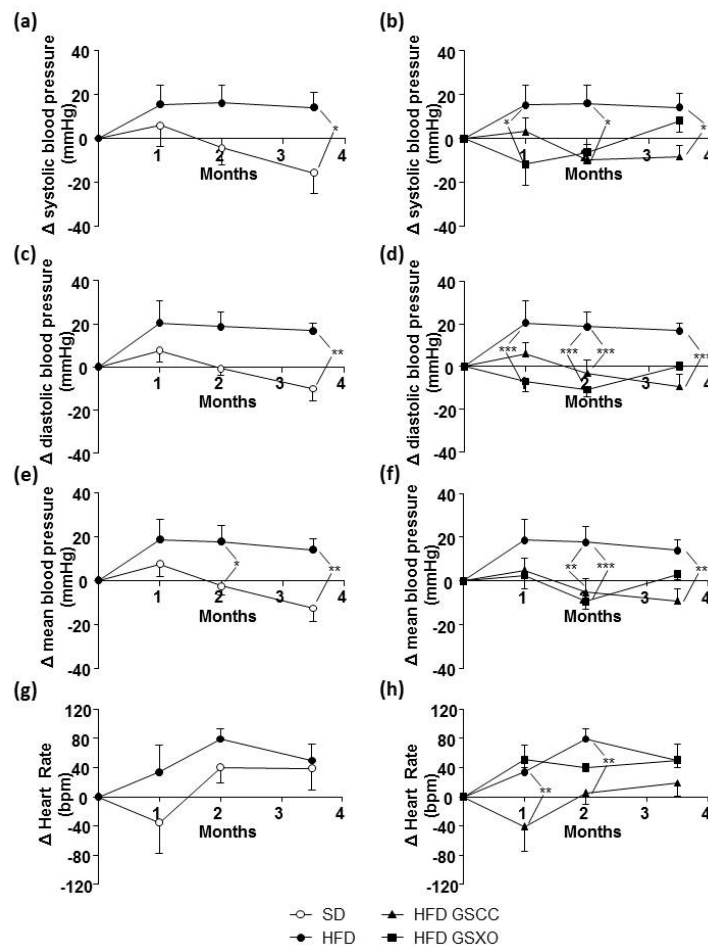 (a)
Δ systolic blood pressure
(mmHg)
40
20
0
-20
-40
1 2 3 4
Months
*
(b)
Δ systolic blood pressure
(mmHg)
40
20
0
-20
-40
1 2 3 4
Months
* * *
(c)
Δ diastolic blood pressure
(mmHg)
40
20
0
-20
-40
1 2 3 4
Months
**
(d)
Δ diastolic blood pressure
(mmHg)
40
20
0
-20
-40
1 2 3 4
Months
*** *** *** ***
(e)
Δ mean blood pressure
(mmHg)
40
20
0
-20
-40
1 2 3 4
Months
* **
(f)
Δ mean blood pressure
(mmHg)
40
20
0
-20
-40
1 2 3 4
Months
** *** **
(g)
Δ Heart Rate
(bpm)
120
80
40
0
-40
-80
-120
1 2 3 4
Months
(h)
Δ Heart Rate
(bpm)
120
80
40
0
-40
-80
-120
1 2 3 4
Months
** **
SD HFD GSCC
HFD HFD GSXO